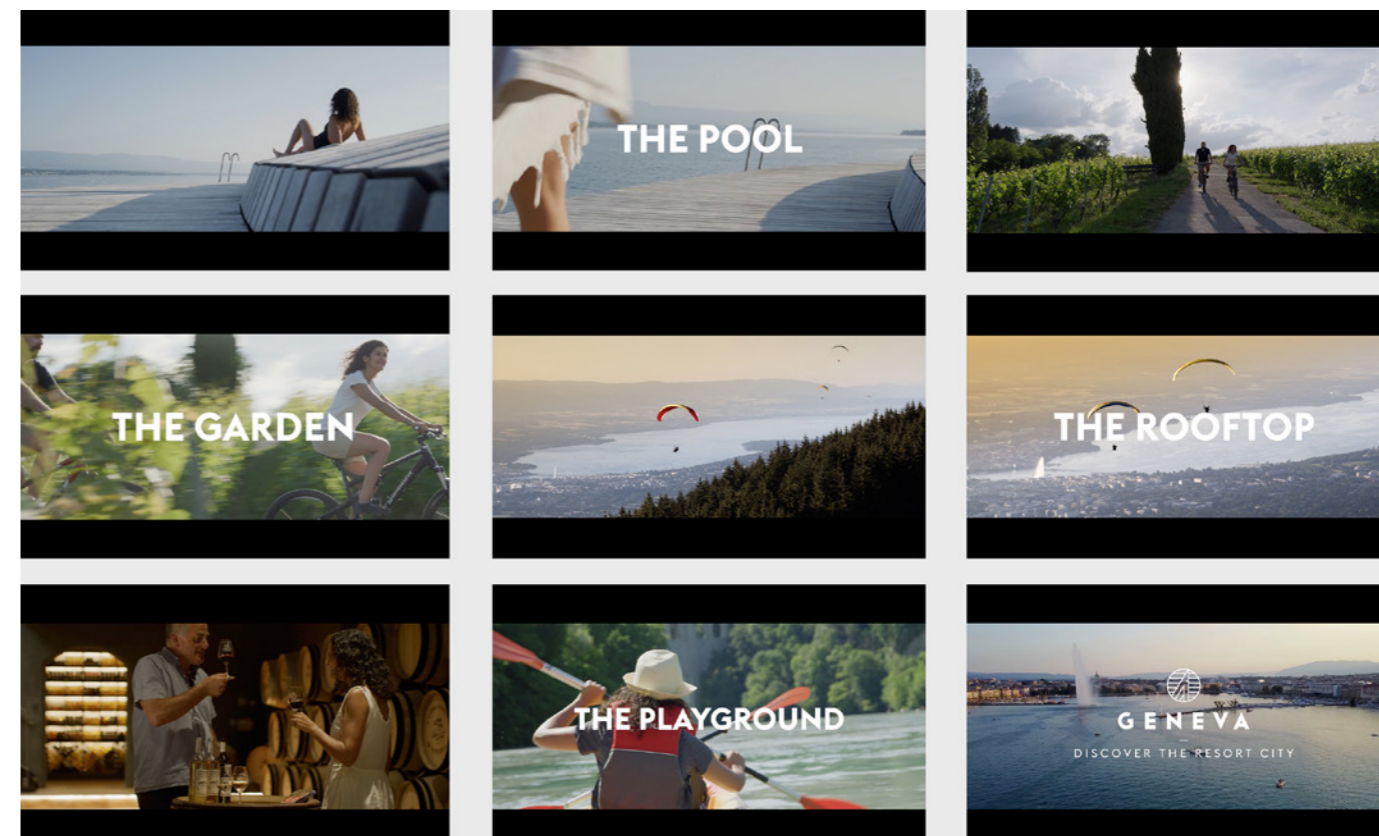 THE POOL
THE GARDEN
THE ROOFTOP
THE PLAYGROUND
GENEVA
DISCOVER THE RESORT CITY